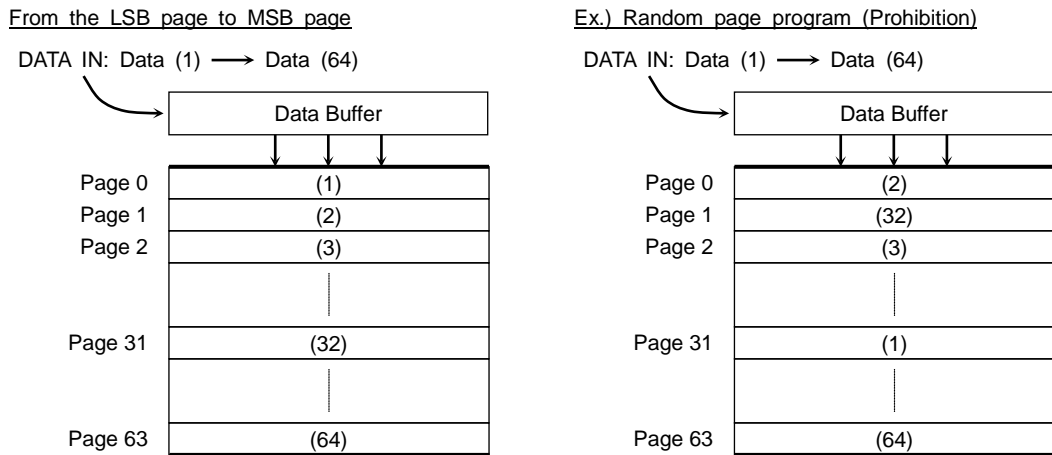 From the LSB page to MSB page
DATA IN: Data (1) → Data (64)
Data Buffer
Page 0 (1)
Page 1 (2)
Page 2 (3)
Page 31 (32)
Page 63 (64)
Ex.) Random page program (Prohibition)
DATA IN: Data (1) → Data (64)
Data Buffer
Page 0 (2)
Page 1 (32)
Page 2 (3)
Page 31 (1)
Page 63 (64)